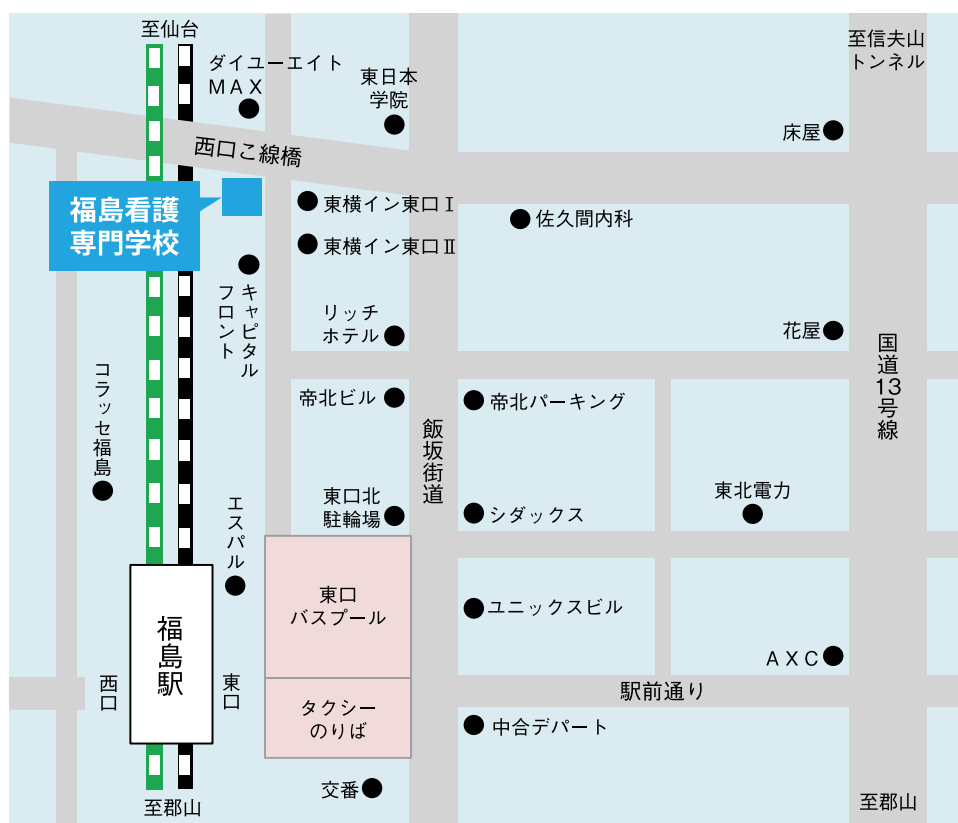 至仙台
ダイユーエイト
ＭＡＸ
東日本
学院
至信夫山
トンネル
床屋
西口こ線橋
福島看護
専門学校
東横イン東口Ⅰ
佐久間内科
東横イン東口Ⅱ
キャピタル
フロント
リッチ
ホテル
花屋
国道13号線
コラッセ福島
帝北ビル
帝北パーキング
飯坂街道
東口北
駐輪場
シダックス
東北電力
エスパル
東口
バスプール
ユニックスビル
福島駅
西口
東口
ＡＸＣ
駅前通り
タクシー
のりば
中合デパート
交番
至郡山
至郡山